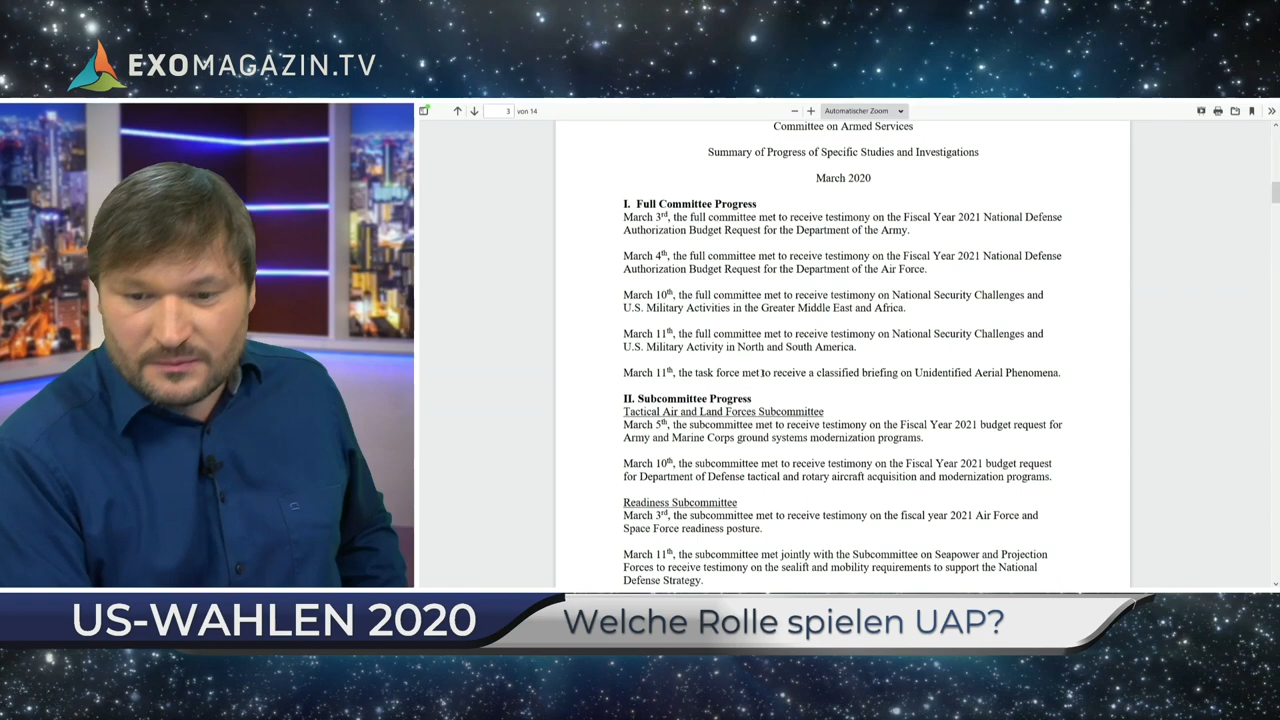 EXOMAGAZIN.TV
3 von 14
Automatischer Zoom
Committee on Armed Services
Summary of Progress of Specific Studies and Investigations
March 2020
I. Full Committee Progress
March 3rd, the full committee met to receive testimony on the Fiscal Year 2021 National Defense
Authorization Budget Request for the Department of the Army.
March 4th, the full committee met to receive testimony on the Fiscal Year 2021 National Defense
Authorization Budget Request for the Department of the Air Force.
March 10th, the full committee met to receive testimony on National Security Challenges and
U.S. Military Activities in the Greater Middle East and Africa.
March 11th, the full committee met to receive testimony on National Security Challenges and
U.S. Military Activity in North and South America.
March 11th, the task force met to receive a classified briefing on Unidentified Aerial Phenomena.
II. Subcommittee Progress
Tactical Air and Land Forces Subcommittee
March 5th, the subcommittee met to receive testimony on the Fiscal Year 2021 budget request for
Army and Marine Corps ground systems modernization programs.
March 10th, the subcommittee met to receive testimony on the Fiscal Year 2021 budget request
for Department of Defense tactical and rotary aircraft acquisition and modernization programs.
Readiness Subcommittee
March 3rd, the subcommittee met to receive testimony on the fiscal year 2021 Air Force and
Space Force readiness posture.
March 11th, the subcommittee met jointly with the Subcommittee on Seapower and Projection
Forces to receive testimony on the sealift and mobility requirements to support the National
Defense Strategy.
US-WAHLEN 2020
Welche Rolle spielen UAP?